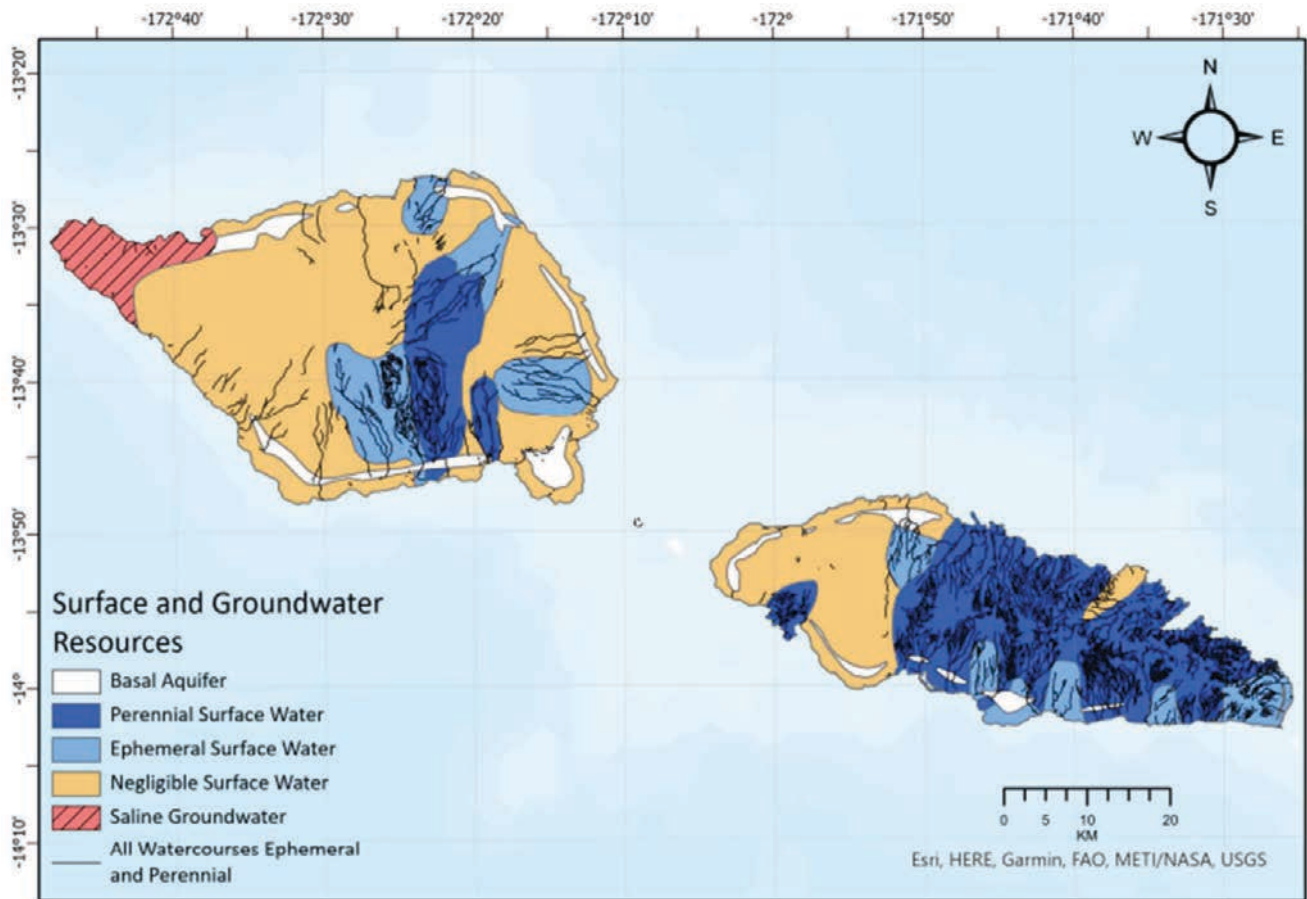 -172°40' -172°30' -172°20' -172°10' -172° -171°50' -171°40' -171°30'
-13°20'
-13°30'
-13°40'
-13°50'
-14°
-14°10'
N
W E
S
Surface and Groundwater
Resources
Basal Aquifer
Perennial Surface Water
Ephemeral Surface Water
Negligible Surface Water
Saline Groundwater
All Watercourses Ephemeral
and Perennial
0 5 10 20
KM
Esri, HERE, Garmin, FAO, METI/NASA, USGS